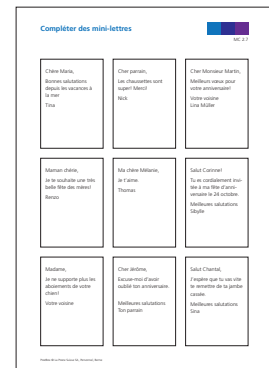 Compléter des mini-lettres
MC 2.7
Chère Maria,
Bonnes salutations
depuis les vacances à
la mer
Tina
Cher parrain,
Les chaussettes sont
super! Merci!
Nick
Cher Monsieur Martin,
Meilleurs vœux pour
votre anniversaire!
Votre voisine
Lina Müller
Maman chérie,
Je te souhaite une très
belle fête des mères!
Renzo
Ma chère Mélanie,
Je t'aime.
Thomas
Salut Corinne!
Tu es cordialement invi-
tée à ma fête d'anni-
versaire le 24 octobre.
Meilleures salutations
Sibylle
Madame,
Je ne supporte plus les
aboiements de votre
chien!
Votre voisin
Cher Jérôme,
Excuse-moi d'avoir
oublié ton anniversaire.
Meilleures salutations
Ton parrain
Salut Chantal,
J'espère que tu vas vite
te remettre de ta jambe
cassée.
Meilleures salutations
Sina